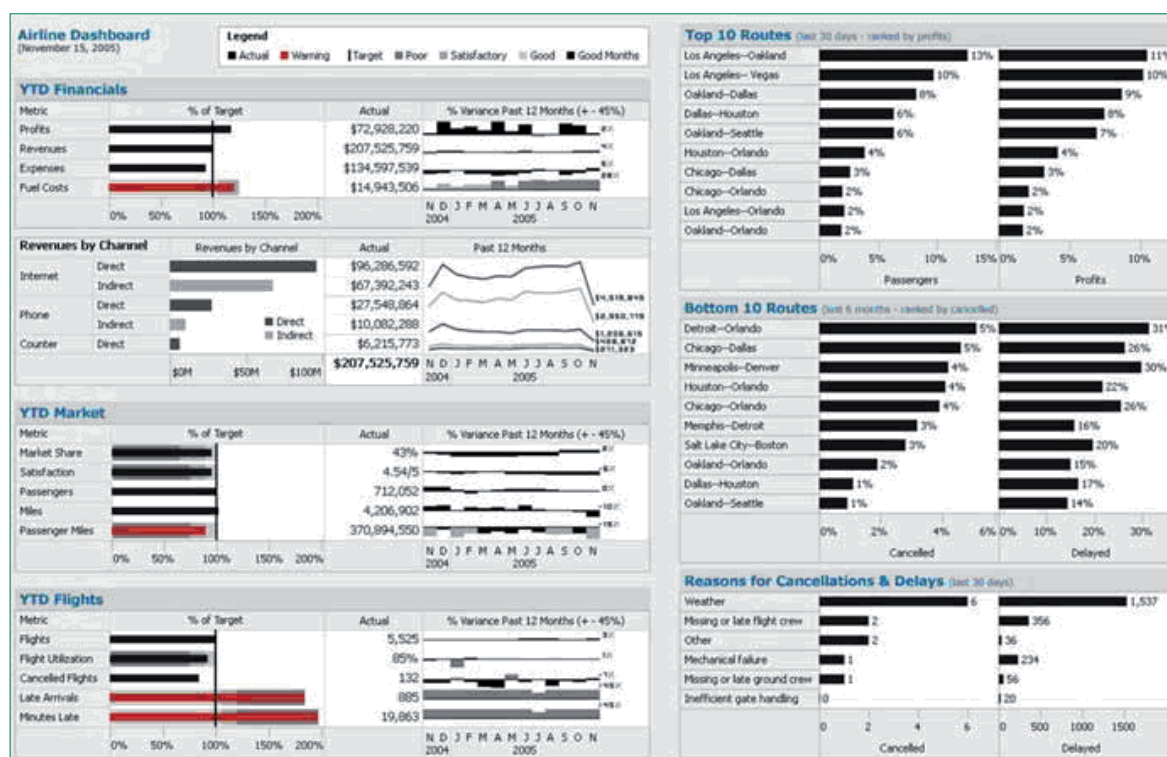 Airline Dashboard
(November 15, 2005)
Legend
Actual Warning Target Poor Satisfactory Good Good Months
YTD Financials
Metric % of Target Actual % Variance Past 12 Months (+ - 45%)
Profits $72,928,220
Revenues $207,525,759
Expenses $134,597,539
Fuel Costs $14,943,506
0% 50% 100% 150% 200% N D J F M A M J J A S O N
2004 2005
Revenues by Channel Revenues by Channel Actual Past 12 Months
Internet Direct $96,286,592
Indirect $67,392,243
Phone Direct $27,548,864
Indirect $10,082,288
Counter Direct $6,215,773
Direct
Indirect
$207,525,759
$0M $50M $100M N D J F M A M J J A S O N
2004 2005
YTD Market
Metric % of Target Actual % Variance Past 12 Months (+ - 45%)
Market Share 43%
Satisfaction 4.54/5
Passengers 712,052
Miles 4,206,902
Passenger Miles 370,894,550
0% 50% 100% 150% 200% N D J F M A M J J A S O N
2004 2005
YTD Flights
Metric % of Target Actual % Variance Past 12 Months (+ - 45%)
Flights 5,525
Flight Utilization 85%
Cancelled Flights 132
Late Arrivals 885
Minutes Late 19,863
0% 50% 100% 150% 200% N D J F M A M J J A S O N
2004 2005
Top 10 Routes (last 30 days - ranked by profits)
Los Angeles--Oakland 13% 11%
Los Angeles-- Vegas 10% 10%
Oakland--Dallas 8% 9%
Dallas--Houston 6% 8%
Oakland--Seattle 6% 7%
Houston--Orlando 4% 4%
Chicago--Dallas 3% 3%
Chicago--Orlando 2% 2%
Los Angeles--Orlando 2% 2%
Oakland--Orlando 2% 2%
0% 5% 10% 15% 0% 5% 10%
Passengers Profits
Bottom 10 Routes (last 6 months - ranked by cancelled)
Detroit--Orlando 5% 31%
Chicago--Dallas 5% 26%
Minneapolis--Denver 4% 30%
Houston--Orlando 4% 22%
Chicago--Orlando 4% 26%
Memphis--Detroit 3% 16%
Salt Lake City--Boston 3% 20%
Oakland--Orlando 2% 15%
Dallas--Houston 1% 17%
Oakland--Seattle 1% 14%
0% 2% 4% 6% 0% 10% 20% 30%
Cancelled Delayed
Reasons for Cancellations & Delays (last 30 days)
Weather 6 1,537
Missing or late flight crew 2 356
Other 2 36
Mechanical failure 1 234
Missing or late ground crew 1 56
Inefficient gate handling 0 20
0 2 4 6 0 500 1000 1500
Cancelled Delayed